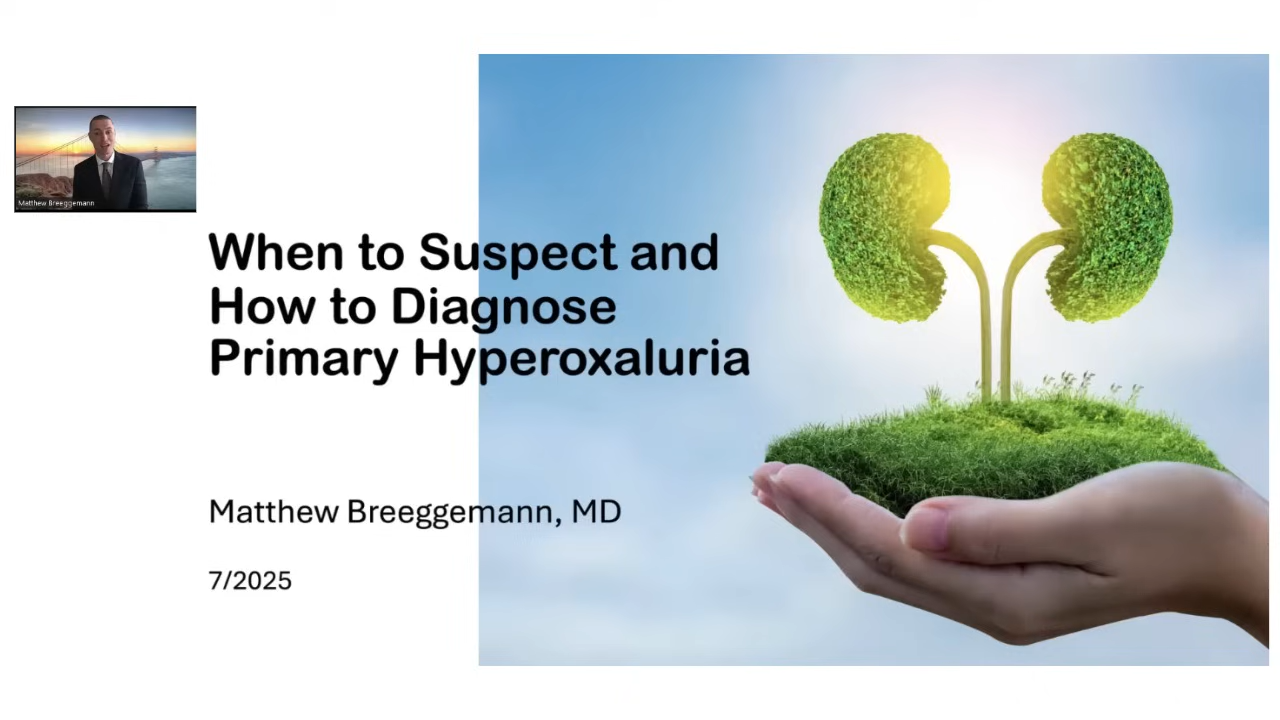 Matthew Breeggemann
When to Suspect and
How to Diagnose
Primary Hyperoxaluria
Matthew Breeggemann, MD
7/2025